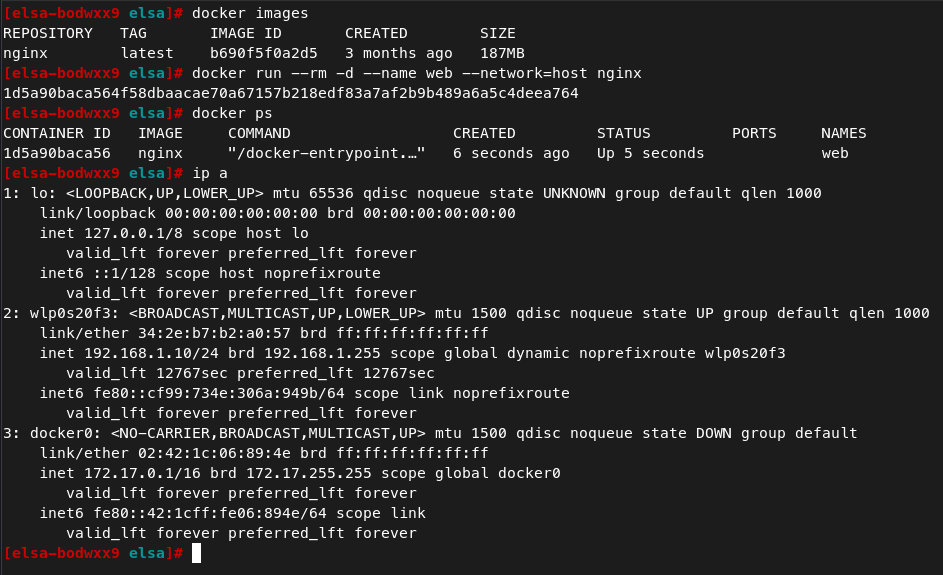 [elsa-bodwxx9 elsa]# docker images
REPOSITORY   TAG       IMAGE ID       CREATED        SIZE
nginx        latest    b690f5f0a2d5   3 months ago   187MB
[elsa-bodwxx9 elsa]# docker run --rm -d --name web --network=host nginx
1d5a90baca564f58dbaacae70a67157b218edf83a7af2b9b489a6a5c4deea764
[elsa-bodwxx9 elsa]# docker ps
CONTAINER ID   IMAGE     COMMAND                  CREATED         STATUS         PORTS     NAMES
1d5a90baca56   nginx     "/docker-entrypoint.…"   6 seconds ago   Up 5 seconds             web
[elsa-bodwxx9 elsa]# ip a
1: lo: <LOOPBACK,UP,LOWER_UP> mtu 65536 qdisc noqueue state UNKNOWN group default qlen 1000
    link/loopback 00:00:00:00:00:00 brd 00:00:00:00:00:00
    inet 127.0.0.1/8 scope host lo
       valid_lft forever preferred_lft forever
    inet6 ::1/128 scope host noprefixroute
       valid_lft forever preferred_lft forever
2: wlp0s20f3: <BROADCAST,MULTICAST,UP,LOWER_UP> mtu 1500 qdisc noqueue state UP group default qlen 1000
    link/ether 34:2e:b7:b2:a0:57 brd ff:ff:ff:ff:ff:ff
    inet 192.168.1.10/24 brd 192.168.1.255 scope global dynamic noprefixroute wlp0s20f3
       valid_lft 12767sec preferred_lft 12767sec
    inet6 fe80::cf99:734e:306a:949b/64 scope link noprefixroute
       valid_lft forever preferred_lft forever
3: docker0: <NO-CARRIER,BROADCAST,MULTICAST,UP> mtu 1500 qdisc noqueue state DOWN group default
    link/ether 02:42:1c:06:89:4e brd ff:ff:ff:ff:ff:ff
    inet 172.17.0.1/16 brd 172.17.255.255 scope global docker0
       valid_lft forever preferred_lft forever
    inet6 fe80::42:1cff:fe06:894e/64 scope link
       valid_lft forever preferred_lft forever
[elsa-bodwxx9 elsa]#